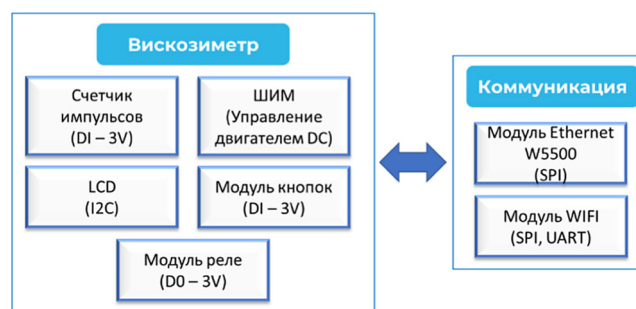 Вискозиметр
Счетчик
импульсов
(DI – 3V)
ШИМ
(Управление
двигателем DC)
LCD
(I2C)
Модуль кнопок
(DI – 3V)
Модуль реле
(D0 – 3V)
Коммуникация
Модуль Ethernet
W5500
(SPI)
Модуль WIFI
(SPI, UART)